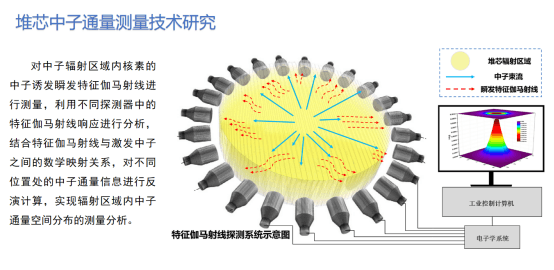 堆芯中子通量测量技术研究
对中子辐射区域内核素的
中子诱发瞬发特征伽马射线进
行测量，利用不同探测器中的
特征伽马射线响应进行分析，
结合特征伽马射线与激发中子
之间的数学映射关系，对不同
位置处的中子通量信息进行反
演计算，实现辐射区域内中子
通量空间分布的测量分析。
堆芯辐射区域
中子束流
瞬发特征伽马射线
工业控制计算机
电子学系统
特征伽马射线探测系统示意图